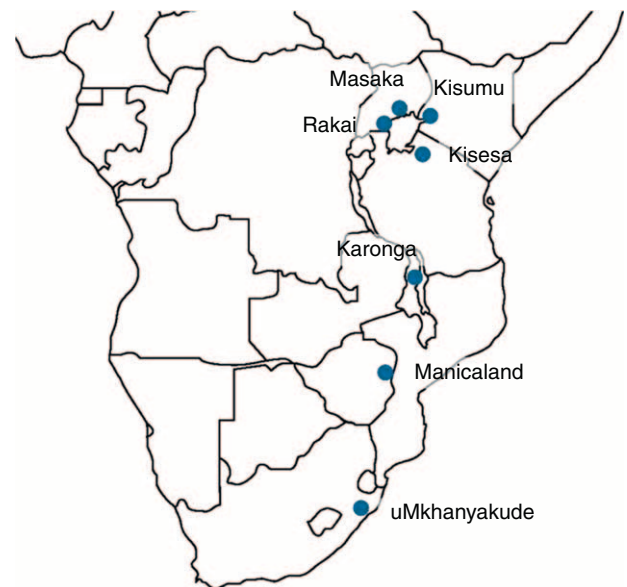 Masaka
Kisumu
Rakai
Kisesa
Karonga
Manicaland
uMkhanyakude